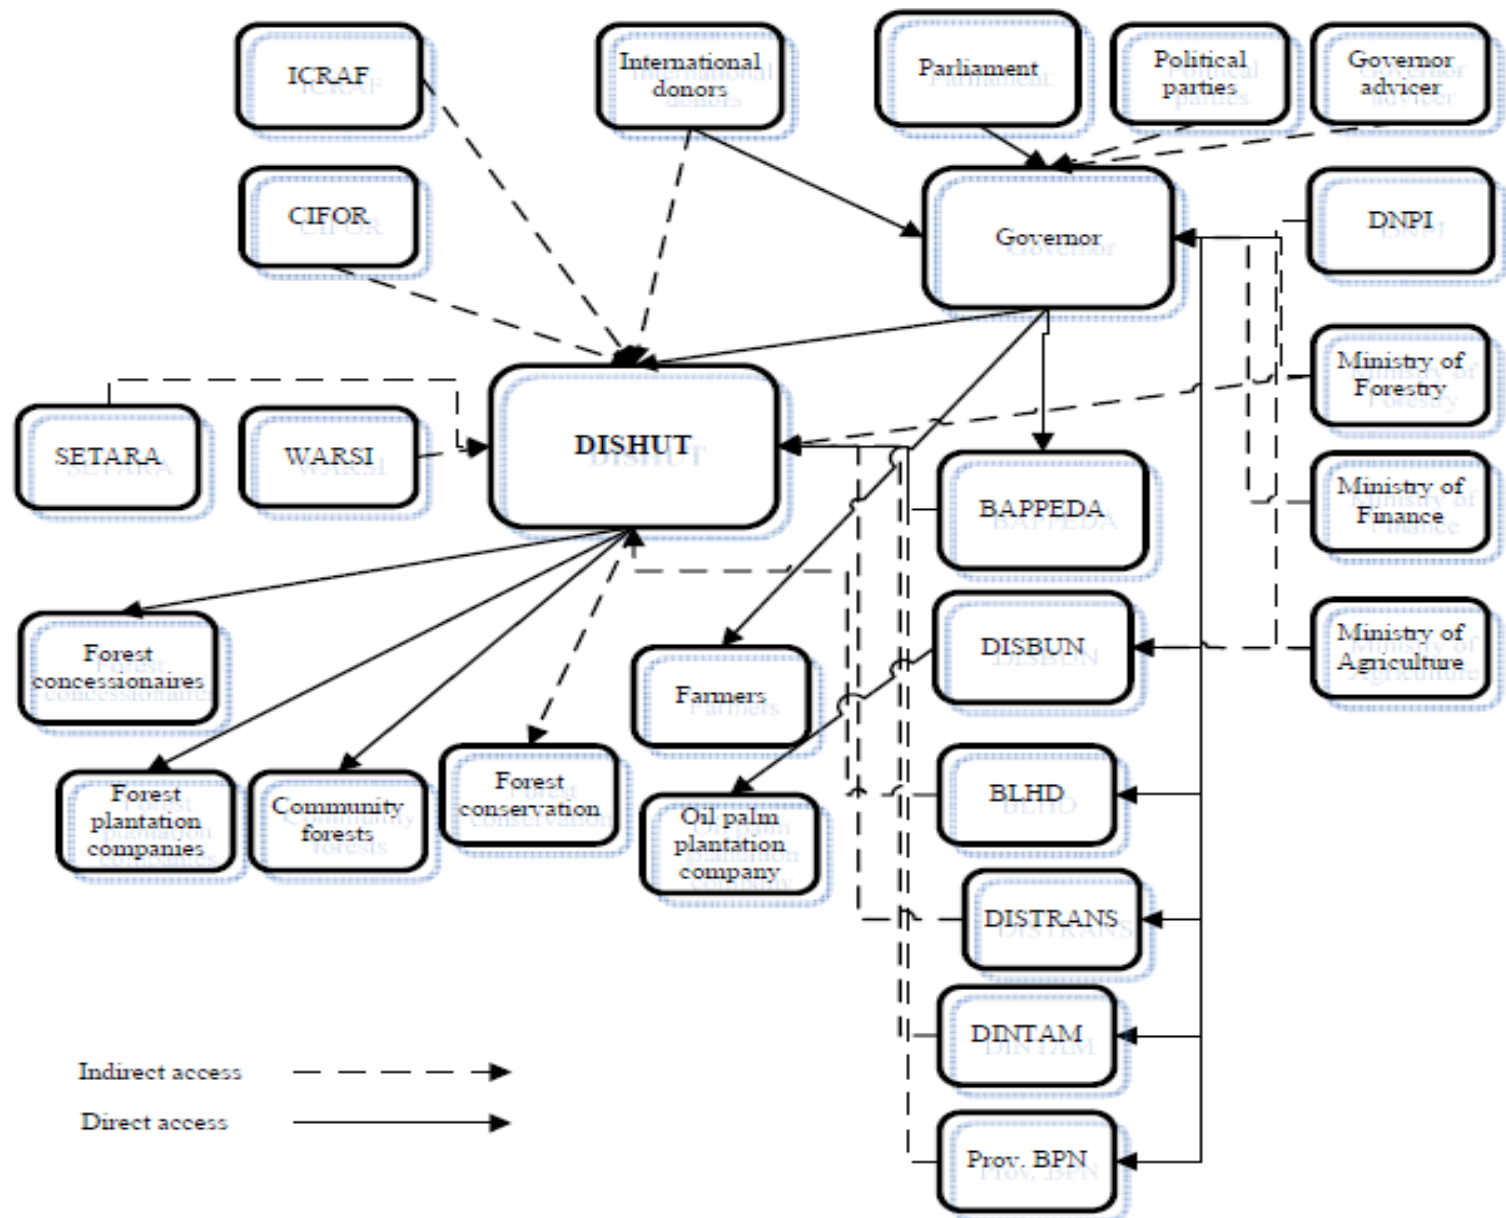 ICRAF
International
donors
Parliament
Political
parties
Governor
advicer
CIFOR
Governor
DNPI
Ministry of
Forestry
SETARA
WARSI
DISHUT
BAPPEDA
Ministry of
Finance
Forest
concessionaires
Farmers
DISBUN
Ministry of
Agriculture
Forest
plantation
companies
Community
forests
Forest
conservation
Oil palm
plantation
company
BLHD
DISTRANS
DINTAM
Prov. BPN
Indirect access
Direct access